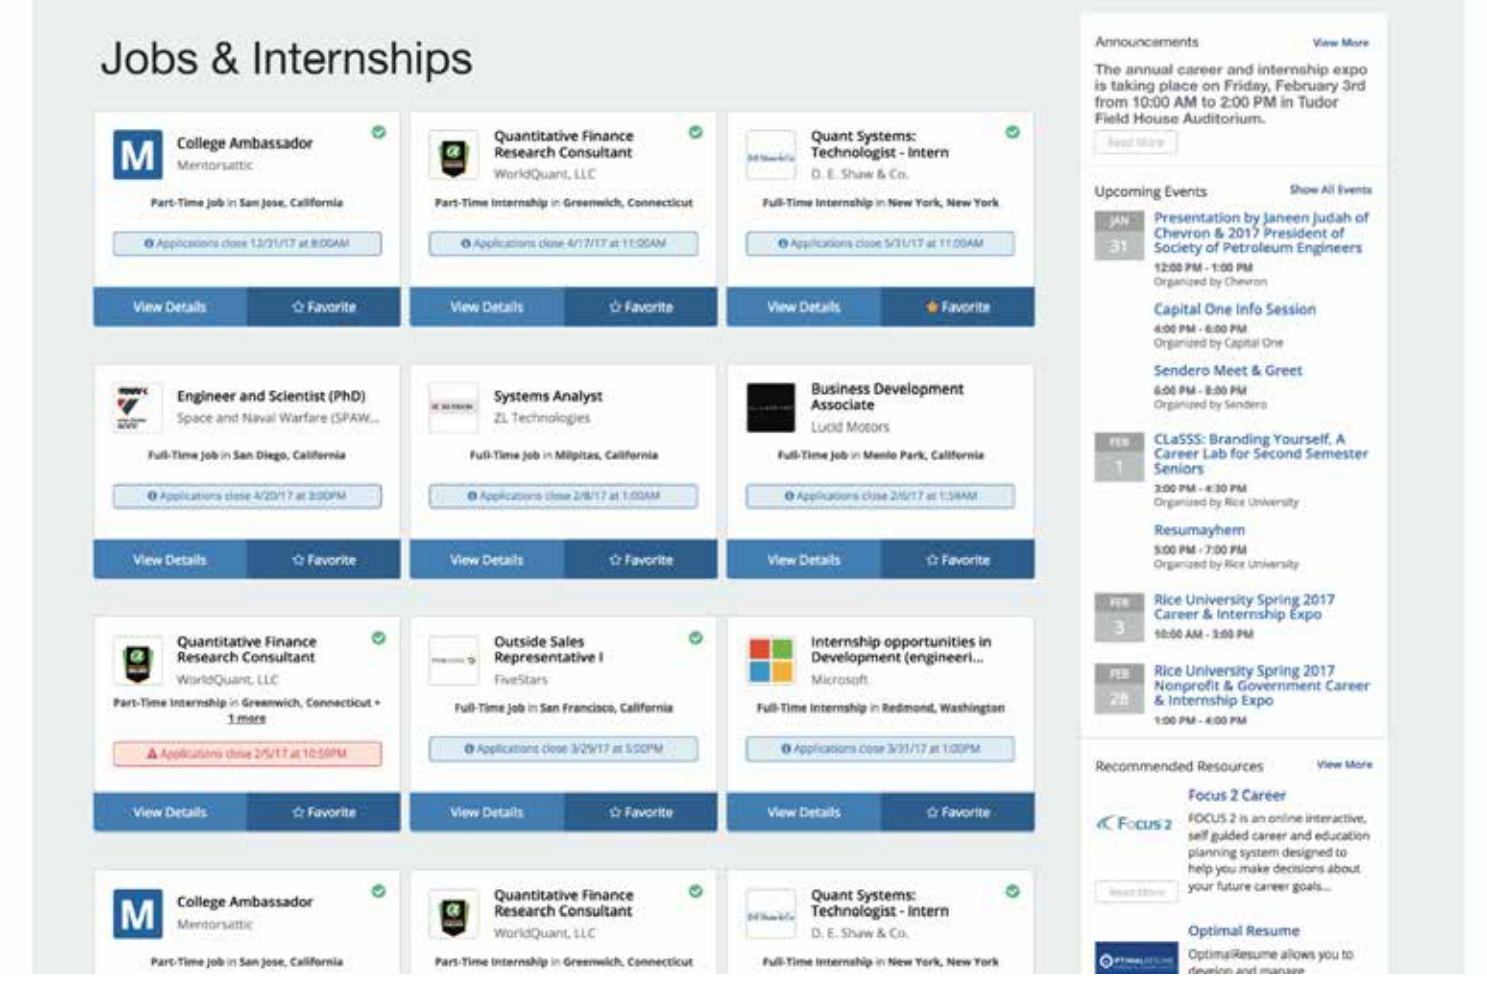 Jobs & Internships
M
College Ambassador
Mentorsattic
Part-Time Job in San Jose, California
Applications close 12/31/17 at 8:00AM
View Details
Favorite
Quantitative Finance
Research Consultant
WorldQuant, LLC
Part-Time Internship in Greenwich, Connecticut
Applications close 4/17/17 at 11:00AM
View Details
Favorite
Quant Systems:
Technologist - Intern
D. E. Shaw & Co.
Full-Time Internship in New York, New York
Applications close 5/31/17 at 11:00AM
View Details
Favorite
Engineer and Scientist (PhD)
Space and Naval Warfare (SPAW...
Full-Time Job in San Diego, California
Applications close 4/20/17 at 3:00PM
View Details
Favorite
Systems Analyst
ZL Technologies
Full-Time Job in Milpitas, California
Applications close 2/8/17 at 1:00AM
View Details
Favorite
Business Development
Associate
Lucid Motors
Full-Time Job in Menlo Park, California
Applications close 2/6/17 at 1:59AM
View Details
Favorite
Quantitative Finance
Research Consultant
WorldQuant, LLC
Part-Time Internship in Greenwich, Connecticut +
1 more
Applications close 2/5/17 at 10:59PM
View Details
Favorite
Outside Sales
Representative I
FiveStars
Full-Time Job in San Francisco, California
Applications close 3/29/17 at 5:00PM
View Details
Favorite
Internship opportunities in
Development (engineeri...
Microsoft
Full-Time Internship in Redmond, Washington
Applications close 3/31/17 at 1:00PM
View Details
Favorite
M
College Ambassador
Mentorsattic
Part-Time Job in San Jose, California
Quantitative Finance
Research Consultant
WorldQuant, LLC
Part-Time Internship in Greenwich, Connecticut
Quant Systems:
Technologist - Intern
D. E. Shaw & Co.
Full-Time Internship in New York, New York
Announcements
View More
The annual career and internship expo
is taking place on Friday, February 3rd
from 10:00 AM to 2:00 PM in Tudor
Field House Auditorium.
Read More
Upcoming Events
Show All Events
JAN
31
Presentation by Janeen Judah of
Chevron & 2017 President of
Society of Petroleum Engineers
12:00 PM - 1:00 PM
Organized by Chevron
Capital One Info Session
4:00 PM - 6:00 PM
Organized by Capital One
Sendero Meet & Greet
6:00 PM - 8:00 PM
Organized by Sendero
FEB
1
CLaSSS: Branding Yourself, A
Career Lab for Second Semester
Seniors
3:00 PM - 4:30 PM
Organized by Rice University
Resumayhem
5:00 PM - 7:00 PM
Organized by Rice University
FEB
3
Rice University Spring 2017
Career & Internship Expo
10:00 AM - 3:00 PM
FEB
28
Rice University Spring 2017
Nonprofit & Government Career
& Internship Expo
1:00 PM - 4:00 PM
Recommended Resources
View More
Focus 2
Focus 2 Career
FOCUS 2 is an online interactive,
self guided career and education
planning system designed to
help you make decisions about
your future career goals...
Read More
OPTIMALRESUME
Optimal Resume
OptimalResume allows you to
develop and manage